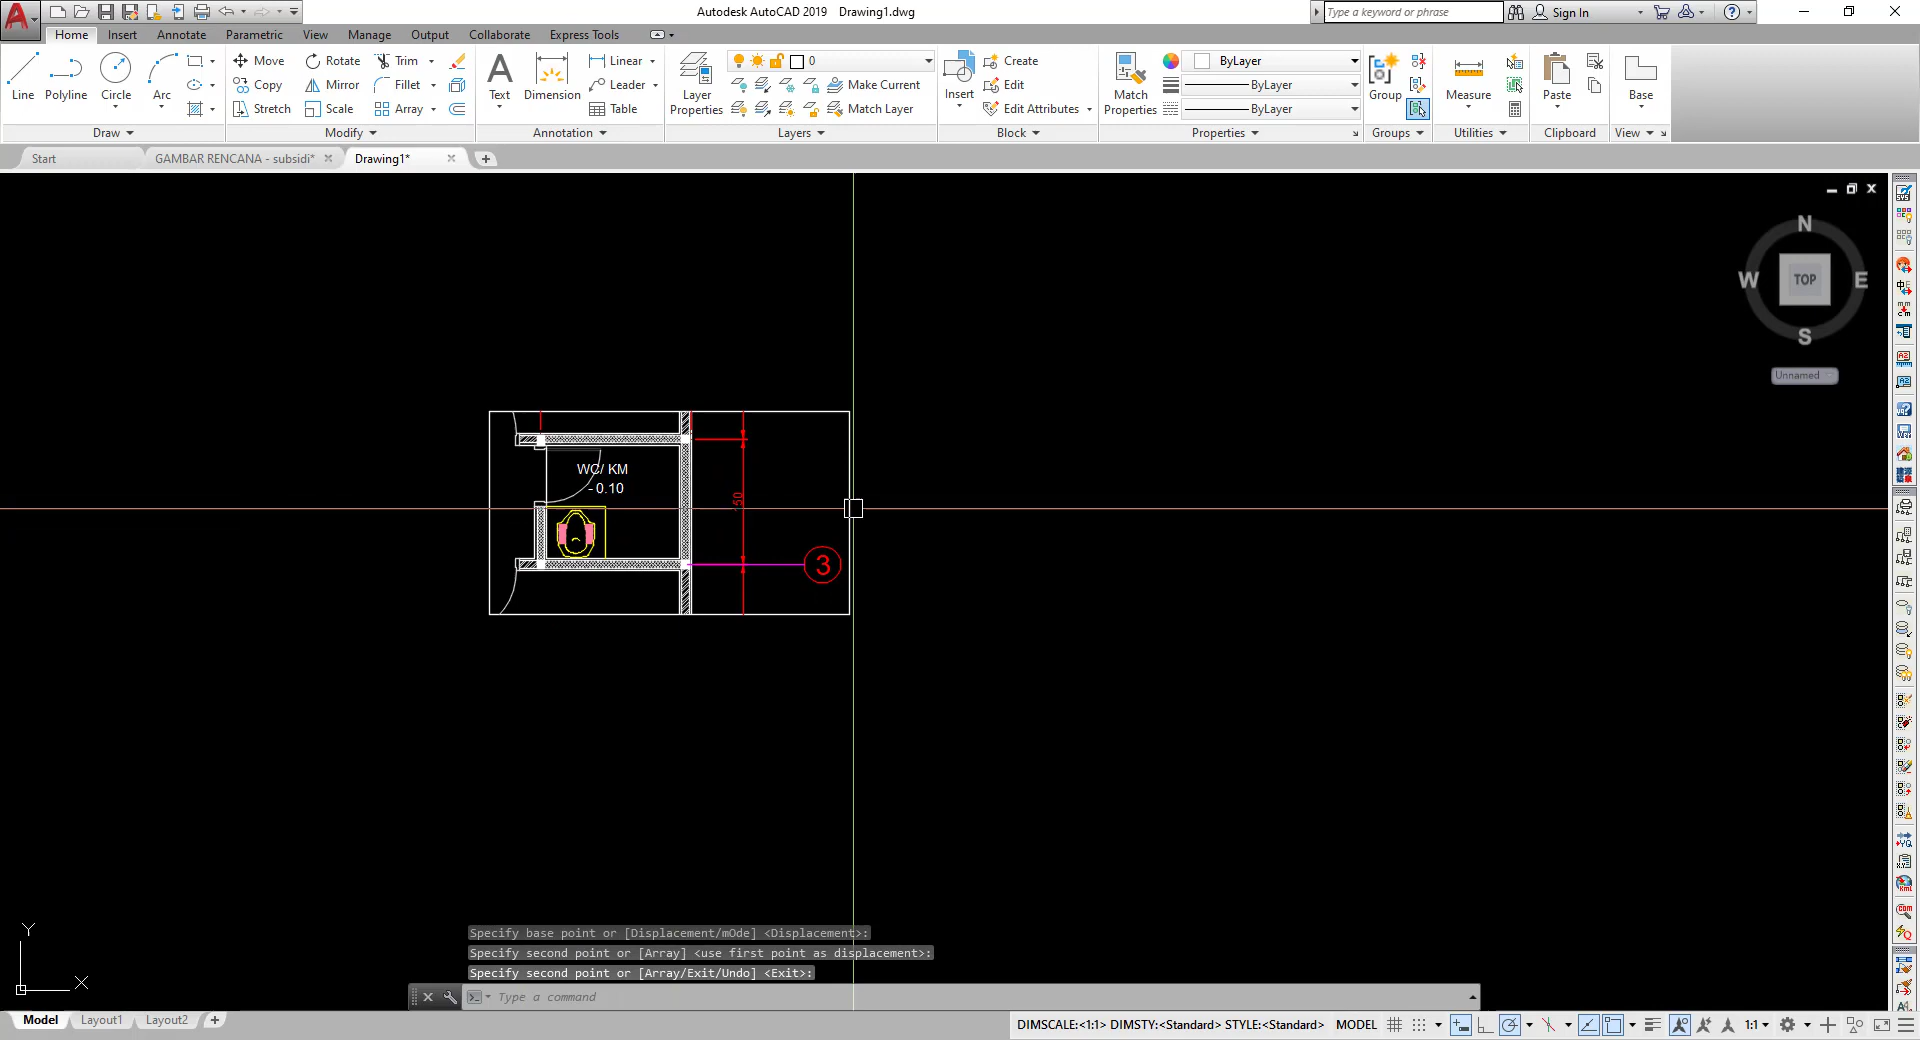 Autodesk AutoCAD 2019 Drawing1.dwg
Type a keyword or phrase
Sign In
Home Insert Annotate Parametric View Manage Output Collaborate Express Tools
Line
Polyline
Circle
Arc
Draw
Move Rotate Trim
Copy Mirror Fillet
Stretch Scale Array
Modify
Text
Dimension
Linear
Leader
Table
Annotation
Layer
Properties
0
Make Current
Match Layer
Layers
Insert
Create
Edit
Edit Attributes
Block
Match
Properties
ByLayer
ByLayer
ByLayer
Properties
Group
Groups
Measure
Utilities
Paste
Clipboard
Base
View
Start GAMBAR RENCANA - subsidi* Drawing1*
N
W TOP E
S
Unnamed
WC/ KM
- 0.10
3
Y
X
Specify base point or [Displacement/mOde] <Displacement>:
Specify second point or [Array] <use first point as displacement>:
Specify second point or [Array/Exit/Undo] <Exit>:
Type a command
Model Layout1 Layout2
DIMSCALE:<1:1> DIMSTY:<Standard> STYLE:<Standard> MODEL 1:1